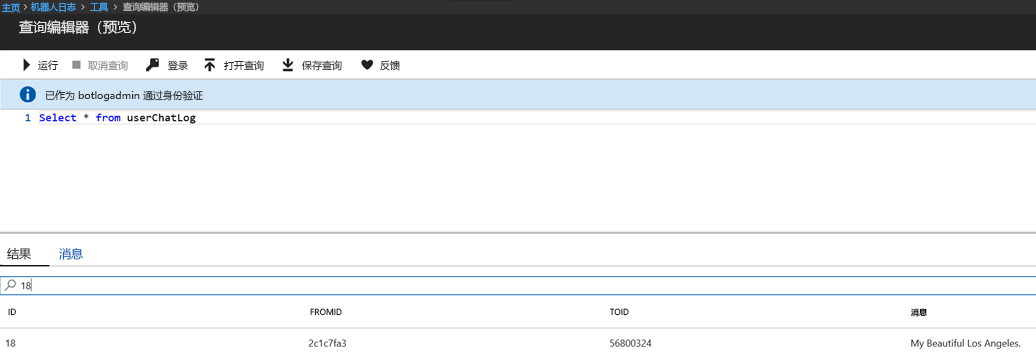 主页 > 机器人日志 > 工具 > 查询编辑器（预览）
查询编辑器（预览）
运行 取消查询 登录 打开查询 保存查询 反馈
已作为 botlogadmin 通过身份验证
1 Select * from userChatLog
结果 消息
18
ID FROMID TOID 消息
18 2c1c7fa3 56800324 My Beautiful Los Angeles.